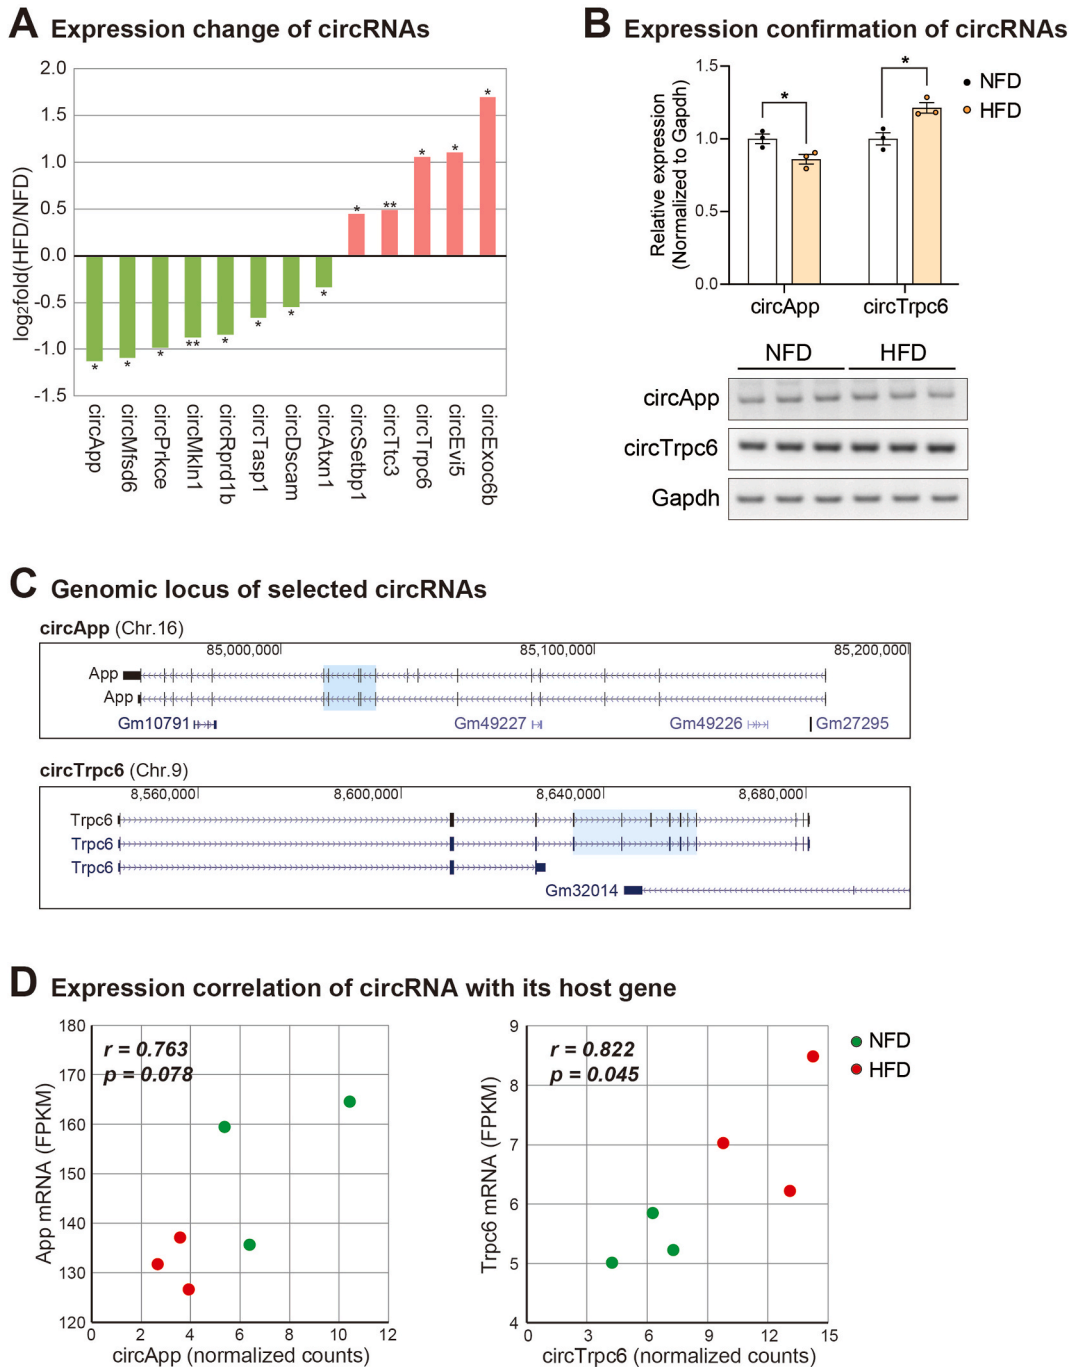 A Expression change of circRNAs
2.0
1.5
1.0
0.5
0.0
-0.5
-1.0
-1.5
log2fold(HFD/NFD)
*
*
*
**
*
*
*
*
*
**
*
*
*
circApp
circMfsd6
circPrkce
circMkln1
circRprd1b
circTasp1
circDscam
circAtxn1
circSetbp1
circTtc3
circTrpc6
circEvi5
circExoc6b
B Expression confirmation of circRNAs
Relative expression
(Normalized to Gapdh)
1.5
1.0
0.5
0.0
*
*
NFD
HFD
circApp
circTrpc6
NFD HFD
circApp
circTrpc6
Gapdh
C Genomic locus of selected circRNAs
circApp (Chr.16)
85,000,000 85,100,000 85,200,000
App
App
Gm10791 Gm49227 Gm49226 Gm27295
circTrpc6 (Chr.9)
8,560,000 8,600,000 8,640,000 8,680,000
Trpc6
Trpc6
Trpc6
Gm32014
D Expression correlation of circRNA with its host gene
App mRNA (FPKM)
180
170
160
150
140
130
120
r = 0.763
p = 0.078
0 2 4 6 8 10 12
circApp (normalized counts)
Trpc6 mRNA (FPKM)
9
8
7
6
5
4
r = 0.822
p = 0.045
0 3 6 9 12 15
circTrpc6 (normalized counts)
NFD
HFD